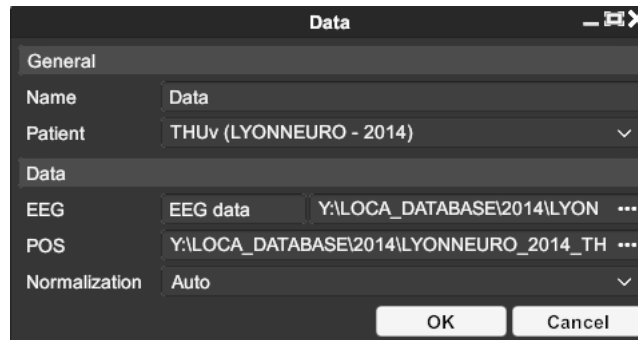 Data
General
Name Data
Patient THUv (LYONNEURO - 2014)
Data
EEG EEG data Y:\LOCA_DATABASE\2014\LYON ...
POS Y:\LOCA_DATABASE\2014\LYONNEURO_2014_TH ...
Normalization Auto
OK Cancel